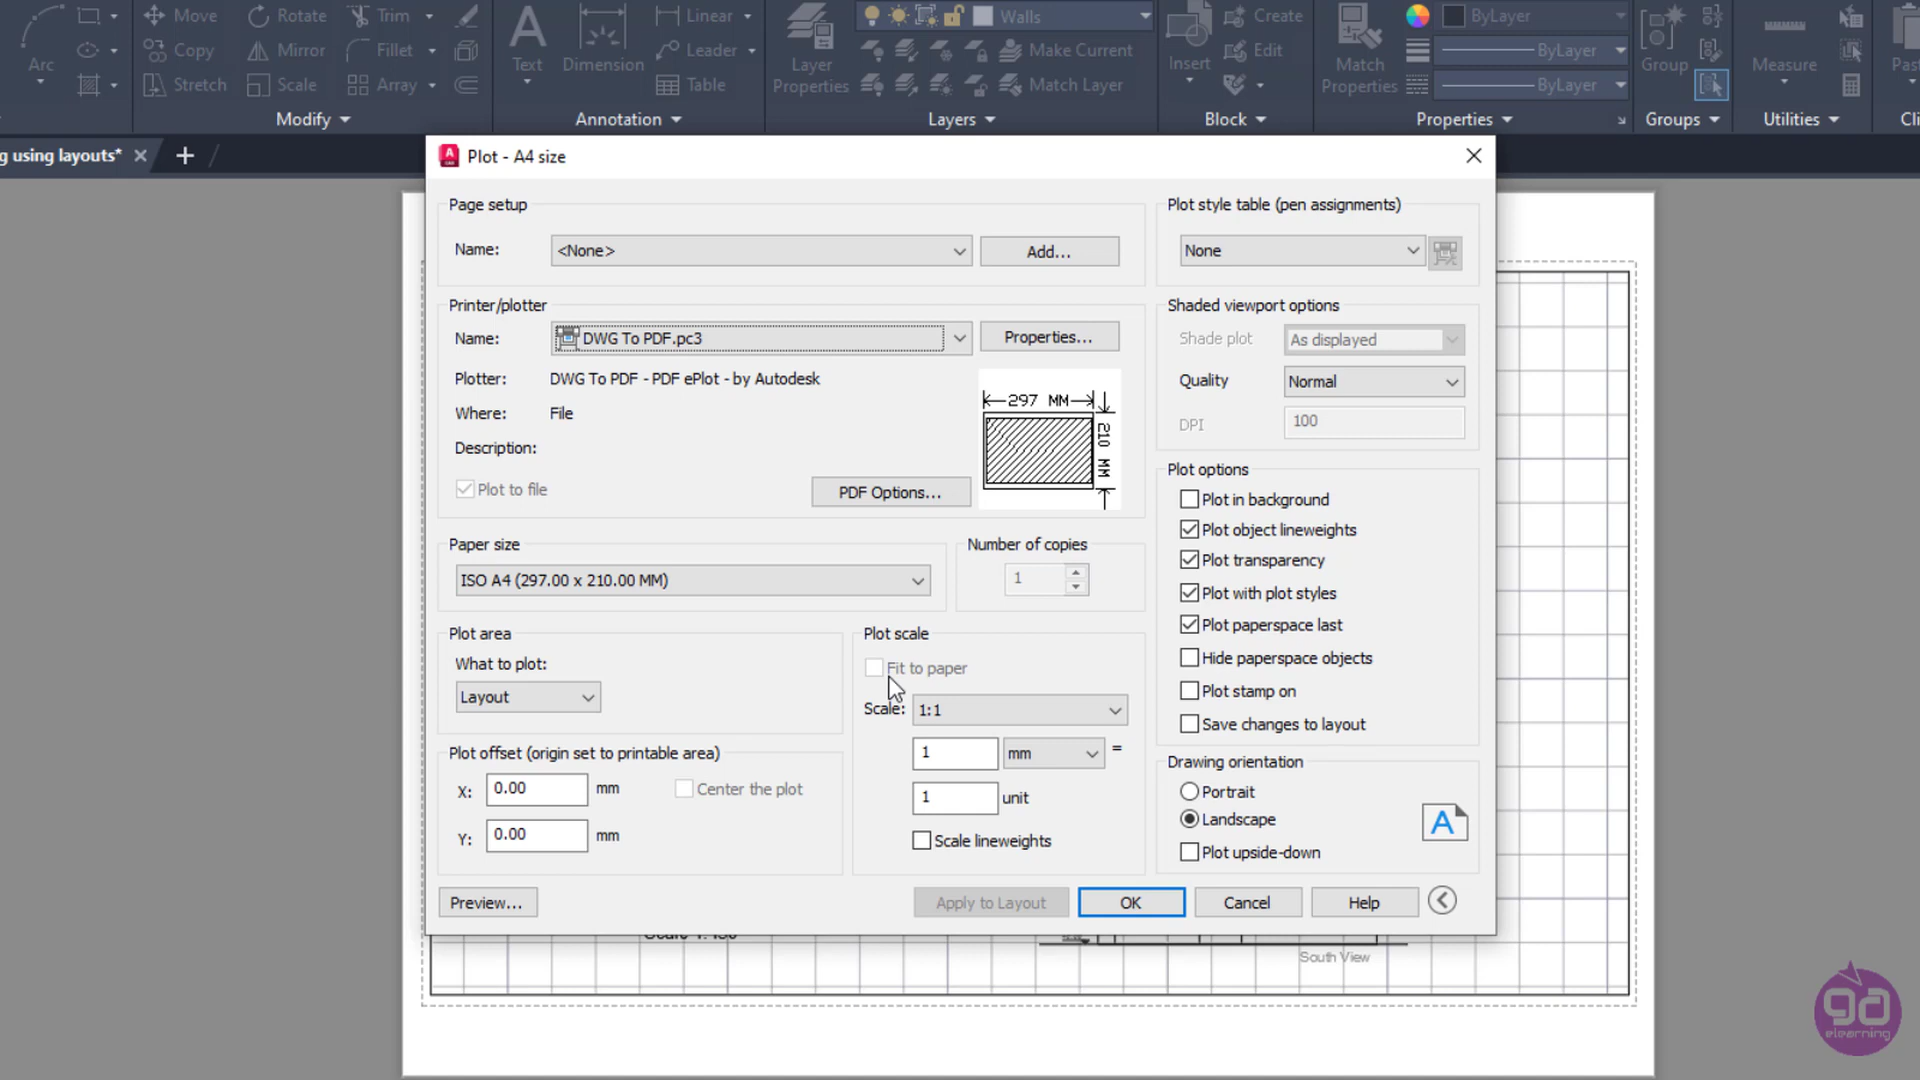 Arc
Move
Copy
Stretch
Rotate
Mirror
Scale
Trim
Fillet
Array
Modify
Text
Dimension
Linear
Leader
Table
Annotation
Layer
Properties
Walls
Make Current
Match Layer
Layers
Insert
Create
Edit
Block
Match
Properties
ByLayer
ByLayer
ByLayer
Properties
Group
Groups
Measure
Utilities
Past
Cli
g using layouts*
Plot - A4 size
Page setup
Name: <None> Add...
Printer/plotter
Name: DWG To PDF.pc3 Properties...
Plotter: DWG To PDF - PDF ePlot - by Autodesk
Where: File
Description:
Plot to file
PDF Options...
297 MM
210 MM
Paper size
ISO A4 (297.00 x 210.00 MM)
Number of copies
1
Plot area
What to plot:
Layout
Plot offset (origin set to printable area)
X: 0.00 mm
Center the plot
Y: 0.00 mm
Plot scale
Fit to paper
Scale: 1:1
1 mm =
1 unit
Scale lineweights
Plot style table (pen assignments)
None
Shaded viewport options
Shade plot As displayed
Quality Normal
DPI 100
Plot options
Plot in background
Plot object lineweights
Plot transparency
Plot with plot styles
Plot paperspace last
Hide paperspace objects
Plot stamp on
Save changes to layout
Drawing orientation
Portrait
Landscape
Plot upside-down
A
Preview...
Apply to Layout
OK
Cancel
Help
South View
ga
elearning